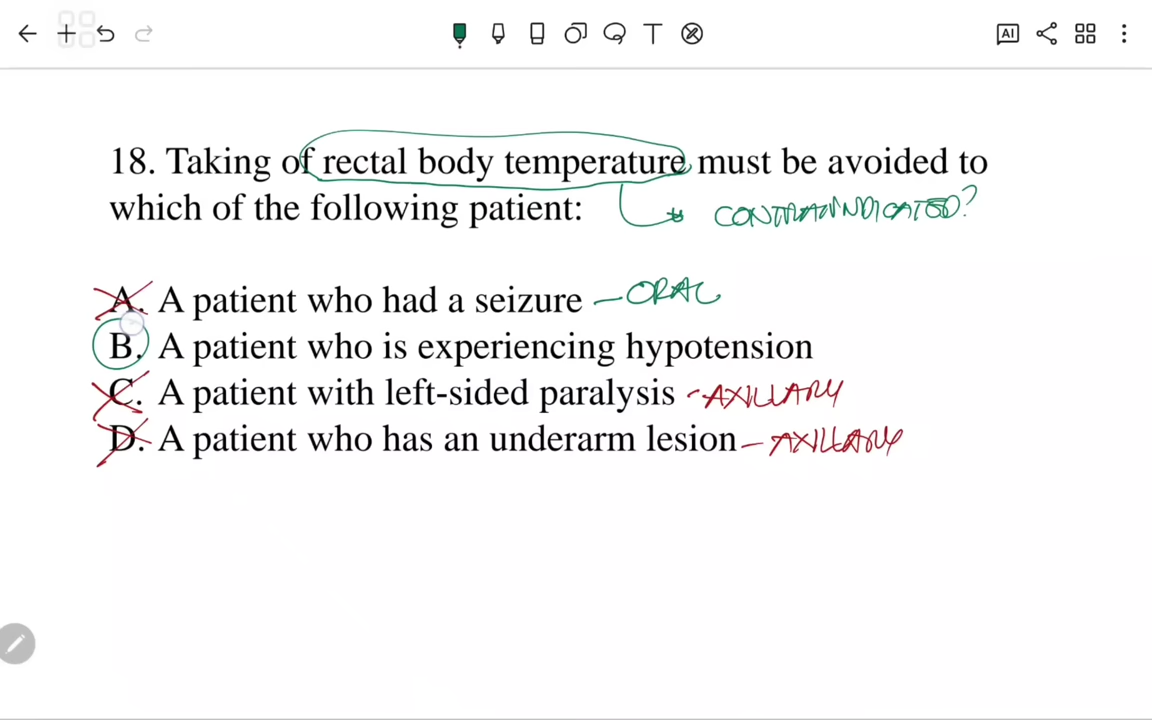 AI
18. Taking of rectal body temperature must be avoided to
which of the following patient:
CONTRAINDICATED?
A. A patient who had a seizure – ORAL
B. A patient who is experiencing hypotension
C. A patient with left-sided paralysis - AXILLARY
D. A patient who has an underarm lesion – AXILLARY